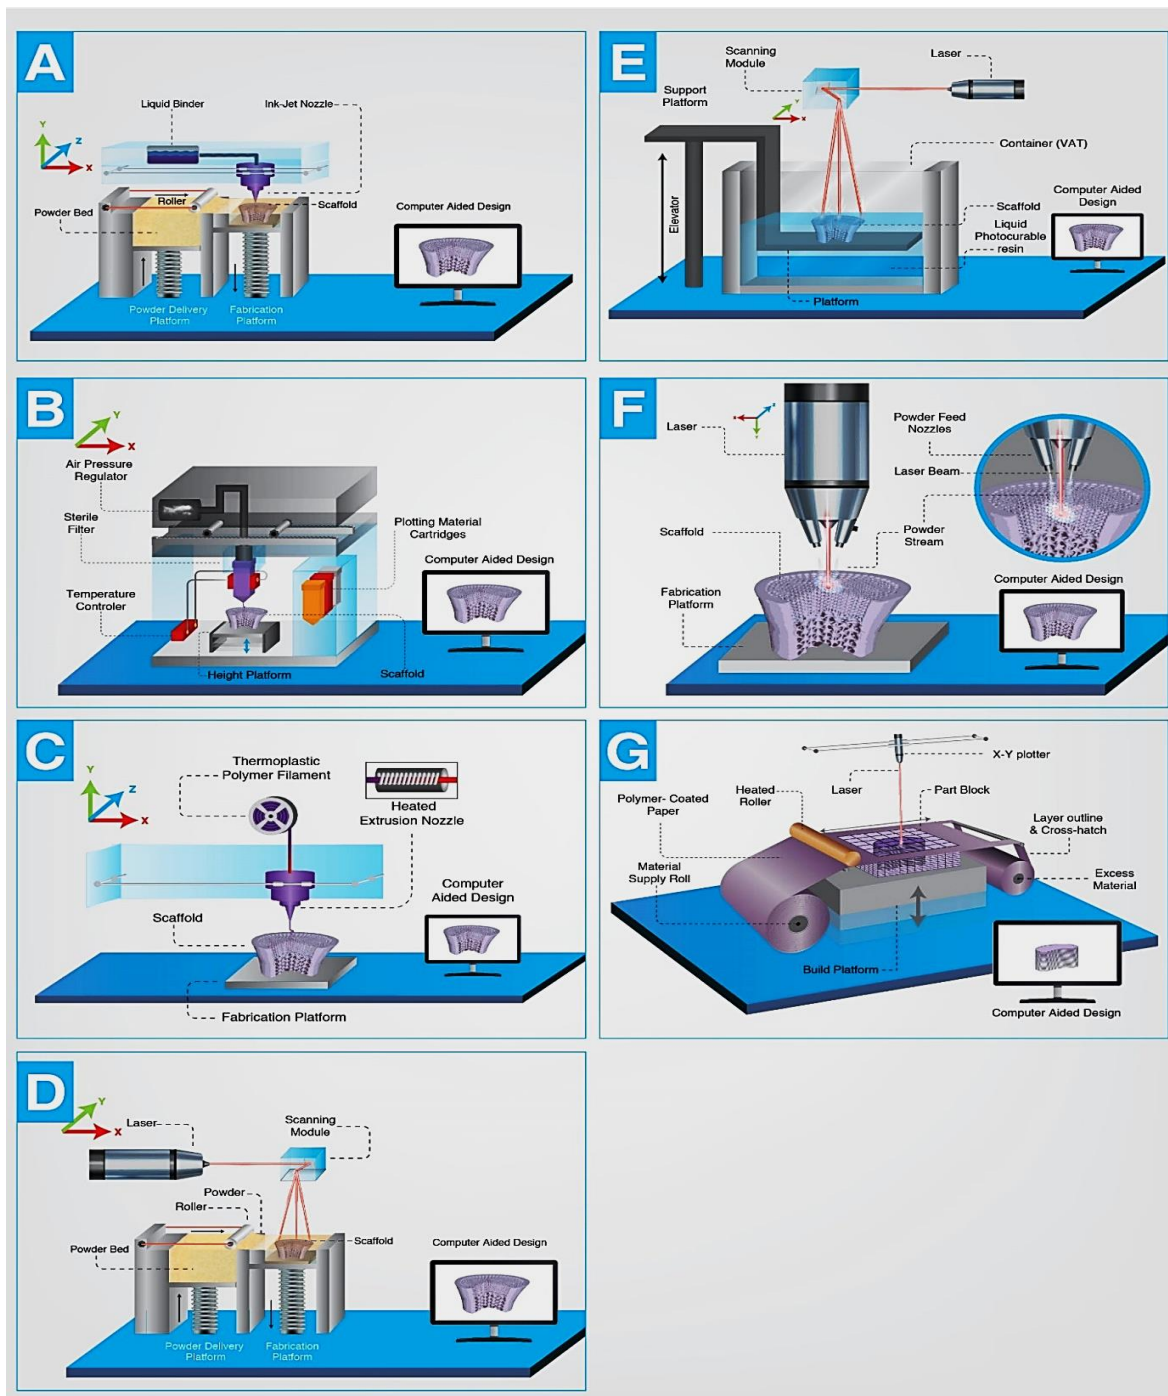 A
Liquid Binder
Ink-Jet Nozzle
Y
Z
X
Roller
Scaffold
Powder Bed
Computer Aided Design
Powder Delivery
Platform
Fabrication
Platform
B
Y
X
Air Pressure
Regulator
Sterile
Filter
Plotting Material
Cartridges
Computer Aided Design
Temperature
Controler
Height Platform
Scaffold
C
Thermoplastic
Polymer Filament
Y
Z
X
Heated
Extrusion Nozzle
Computer
Aided Design
Scaffold
Fabrication Platform
D
Y
X
Laser
Scanning
Module
Powder
Roller
Powder Bed
Scaffold
Computer Aided Design
Powder Delivery
Platform
Fabrication
Platform
E
Scanning
Module
Laser
Support
Platform
Y
X
Container (VAT)
Elevator
Computer Aided
Design
Scaffold
Liquid
Photocurable
resin
Platform
F
Laser
Powder Feed
Nozzles
Laser Beam
Scaffold
Powder
Stream
Fabrication
Platform
Computer Aided Design
G
X-Y plotter
Heated
Roller
Laser
Part Block
Polymer- Coated
Paper
Layer outline
& Cross-hatch
Material
Supply Roll
Excess
Material
Build Platform
Computer Aided Design